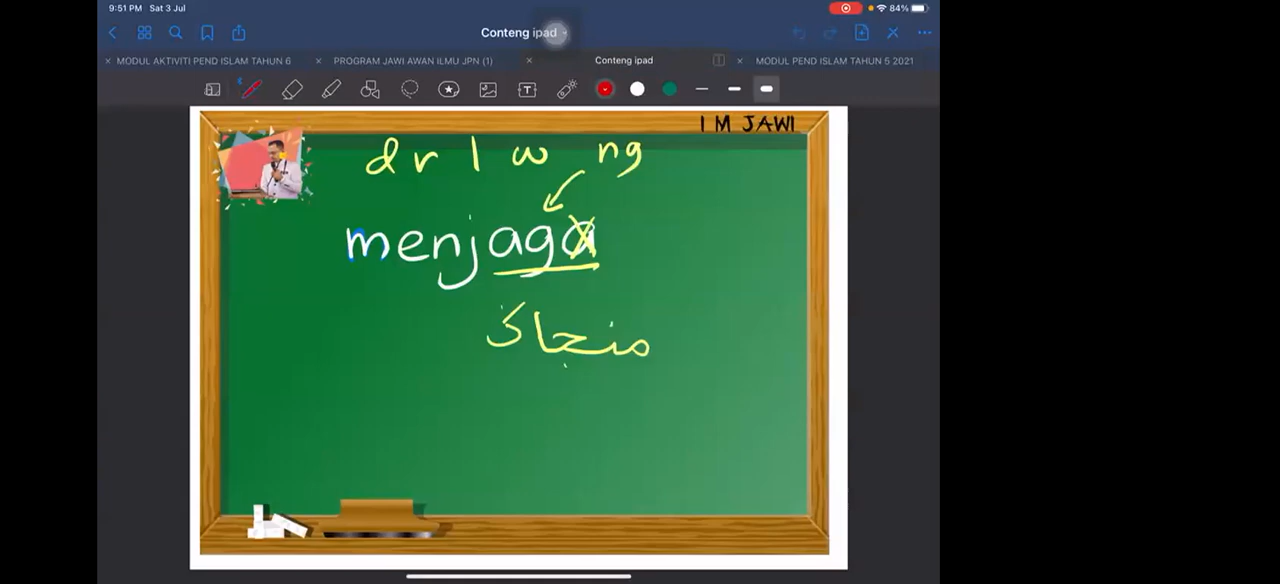 9:51 PM Sat 3 Jul
84%
Conteng ipad
MODUL AKTIVITI PEND ISLAM TAHUN 6
PROGRAM JAWI AWAN ILMU JPN (1)
Conteng ipad
MODUL PEND ISLAM TAHUN 5 2021
I M JAWI
d r l w ng
menjaga
منجاݢ